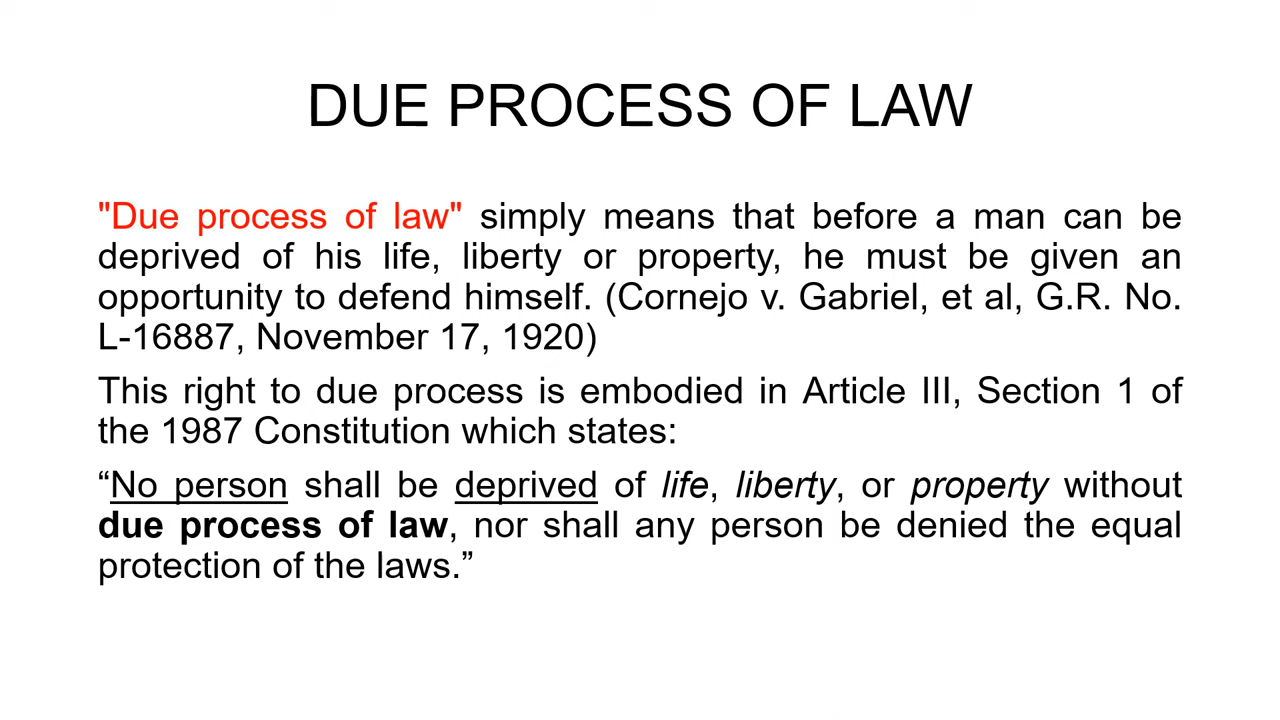 DUE PROCESS OF LAW
"Due process of law" simply means that before a man can be
deprived of his life, liberty or property, he must be given an
opportunity to defend himself. (Cornejo v. Gabriel, et al, G.R. No.
L-16887, November 17, 1920)
This right to due process is embodied in Article III, Section 1 of
the 1987 Constitution which states:
“No person shall be deprived of life, liberty, or property without
due process of law, nor shall any person be denied the equal
protection of the laws.”